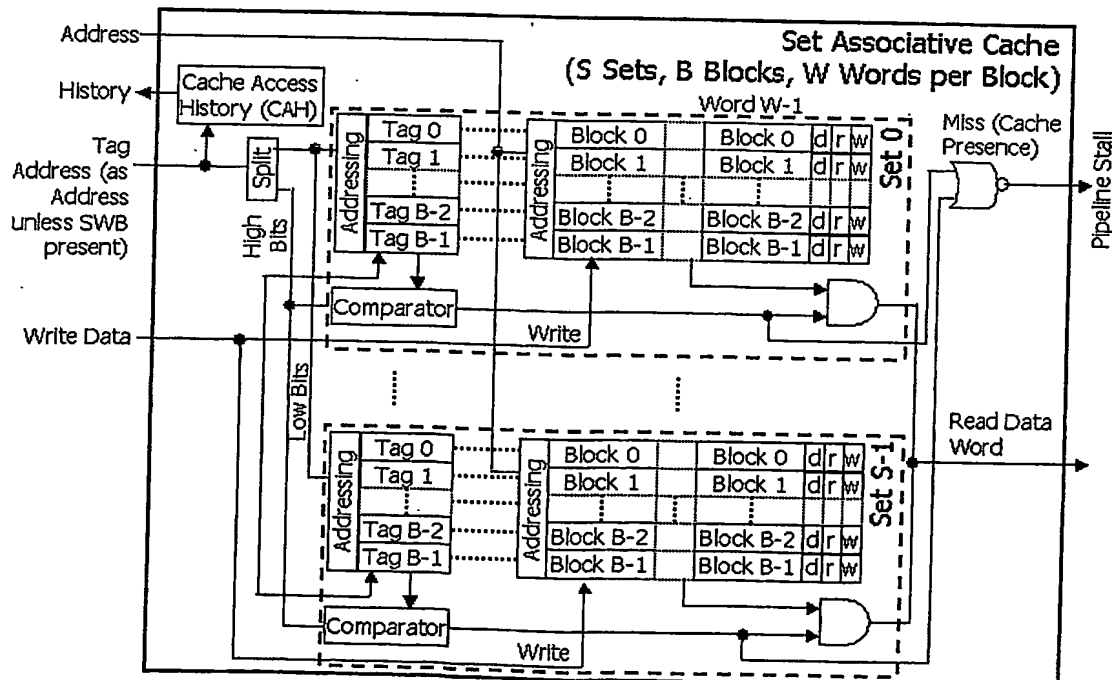 Address
Set Associative Cache
(S Sets, B Blocks, W Words per Block)
History
Cache Access
History (CAH)
Word W-1
Miss (Cache
Presence)
Tag
Address (as
Address
unless SWB
present)
Split
High
Bits
Low Bits
Addressing
Tag 0
Tag 1
Tag B-2
Tag B-1
Addressing
Block 0
Block 0
d r w
Block 1
Block 1
d r w
Block B-2
Block B-2
d r w
Block B-1
Block B-1
d r w
Set 0
Pipeline Stall
Comparator
Write
Write Data
Addressing
Tag 0
Tag 1
Tag B-2
Tag B-1
Addressing
Block 0
Block 0
d r w
Block 1
Block 1
d r w
Block B-2
Block B-2
d r w
Block B-1
Block B-1
d r w
Set S-1
Read Data
Word
Comparator
Write